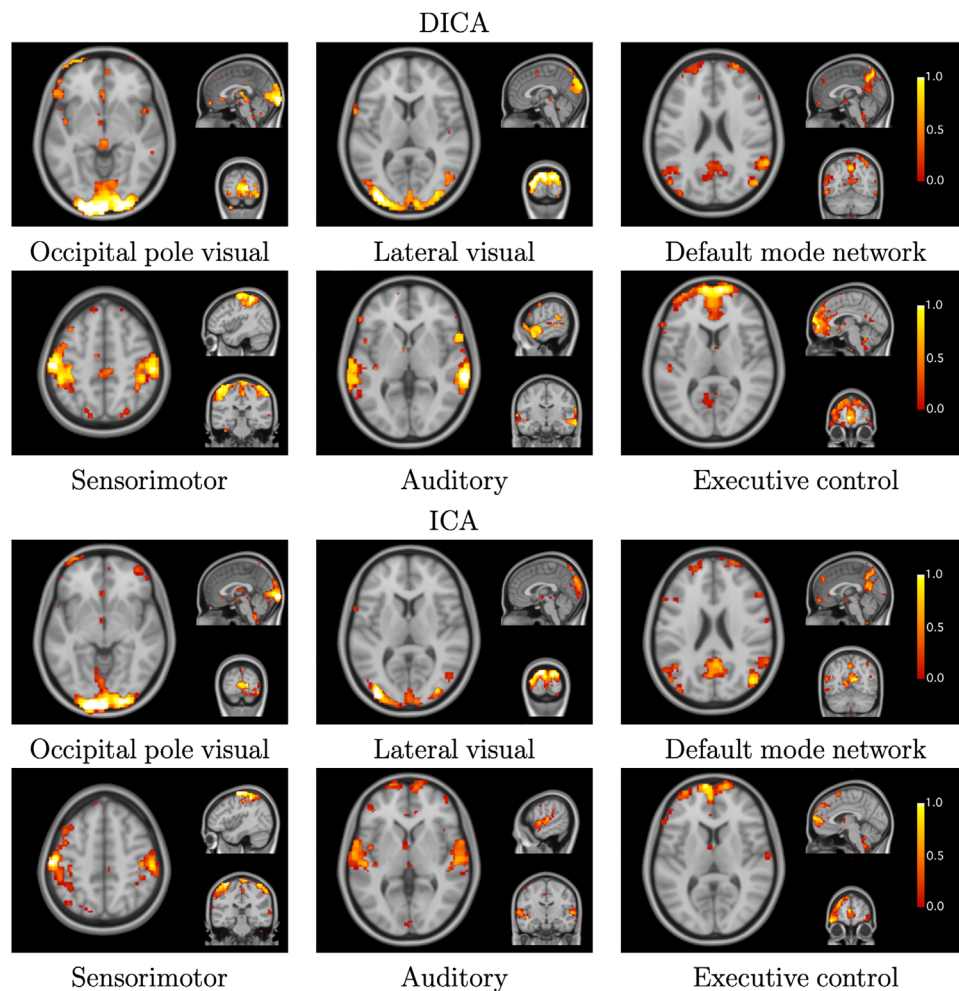 DICA
1.0
0.5
0.0
Occipital pole visual Lateral visual Default mode network
1.0
0.5
0.0
Sensorimotor Auditory Executive control
ICA
1.0
0.5
0.0
Occipital pole visual Lateral visual Default mode network
1.0
0.5
0.0
Sensorimotor Auditory Executive control